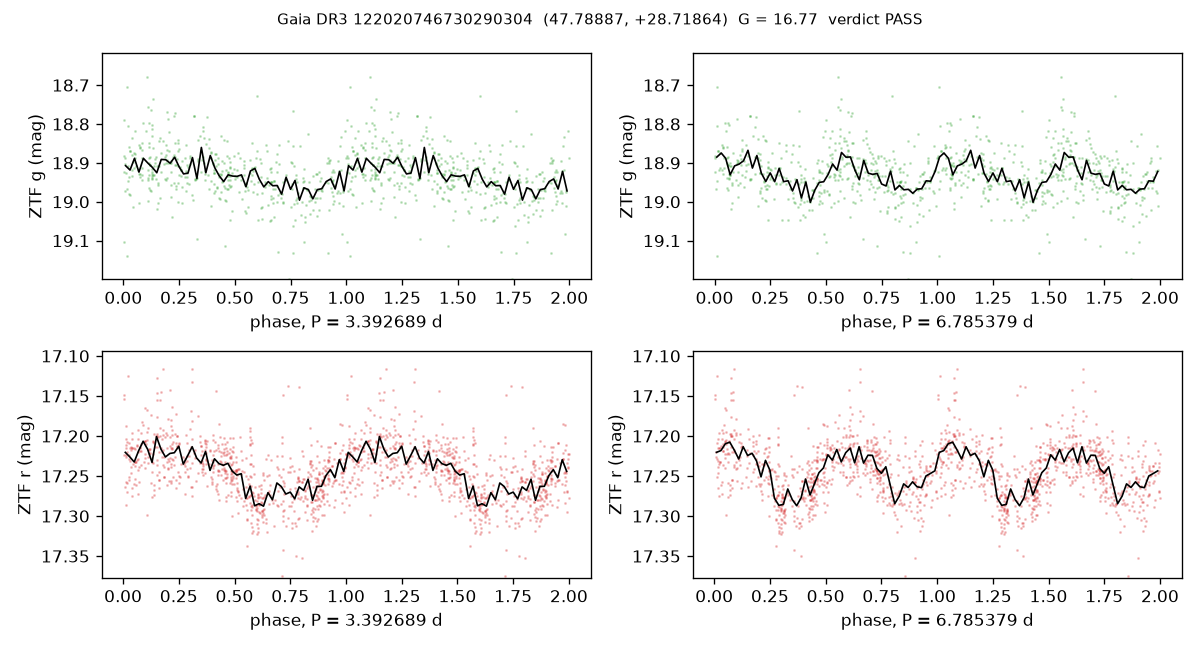 Gaia DR3 122020746730290304 (47.78887, +28.71864) G = 16.77 verdict PASS
ZTF g (mag)
18.7
18.8
18.9
19.0
19.1
0.00 0.25 0.50 0.75 1.00 1.25 1.50 1.75 2.00
phase, P = 3.392689 d
ZTF g (mag)
18.7
18.8
18.9
19.0
19.1
0.00 0.25 0.50 0.75 1.00 1.25 1.50 1.75 2.00
phase, P = 6.785379 d
ZTF r (mag)
17.10
17.15
17.20
17.25
17.30
17.35
0.00 0.25 0.50 0.75 1.00 1.25 1.50 1.75 2.00
phase, P = 3.392689 d
ZTF r (mag)
17.10
17.15
17.20
17.25
17.30
17.35
0.00 0.25 0.50 0.75 1.00 1.25 1.50 1.75 2.00
phase, P = 6.785379 d